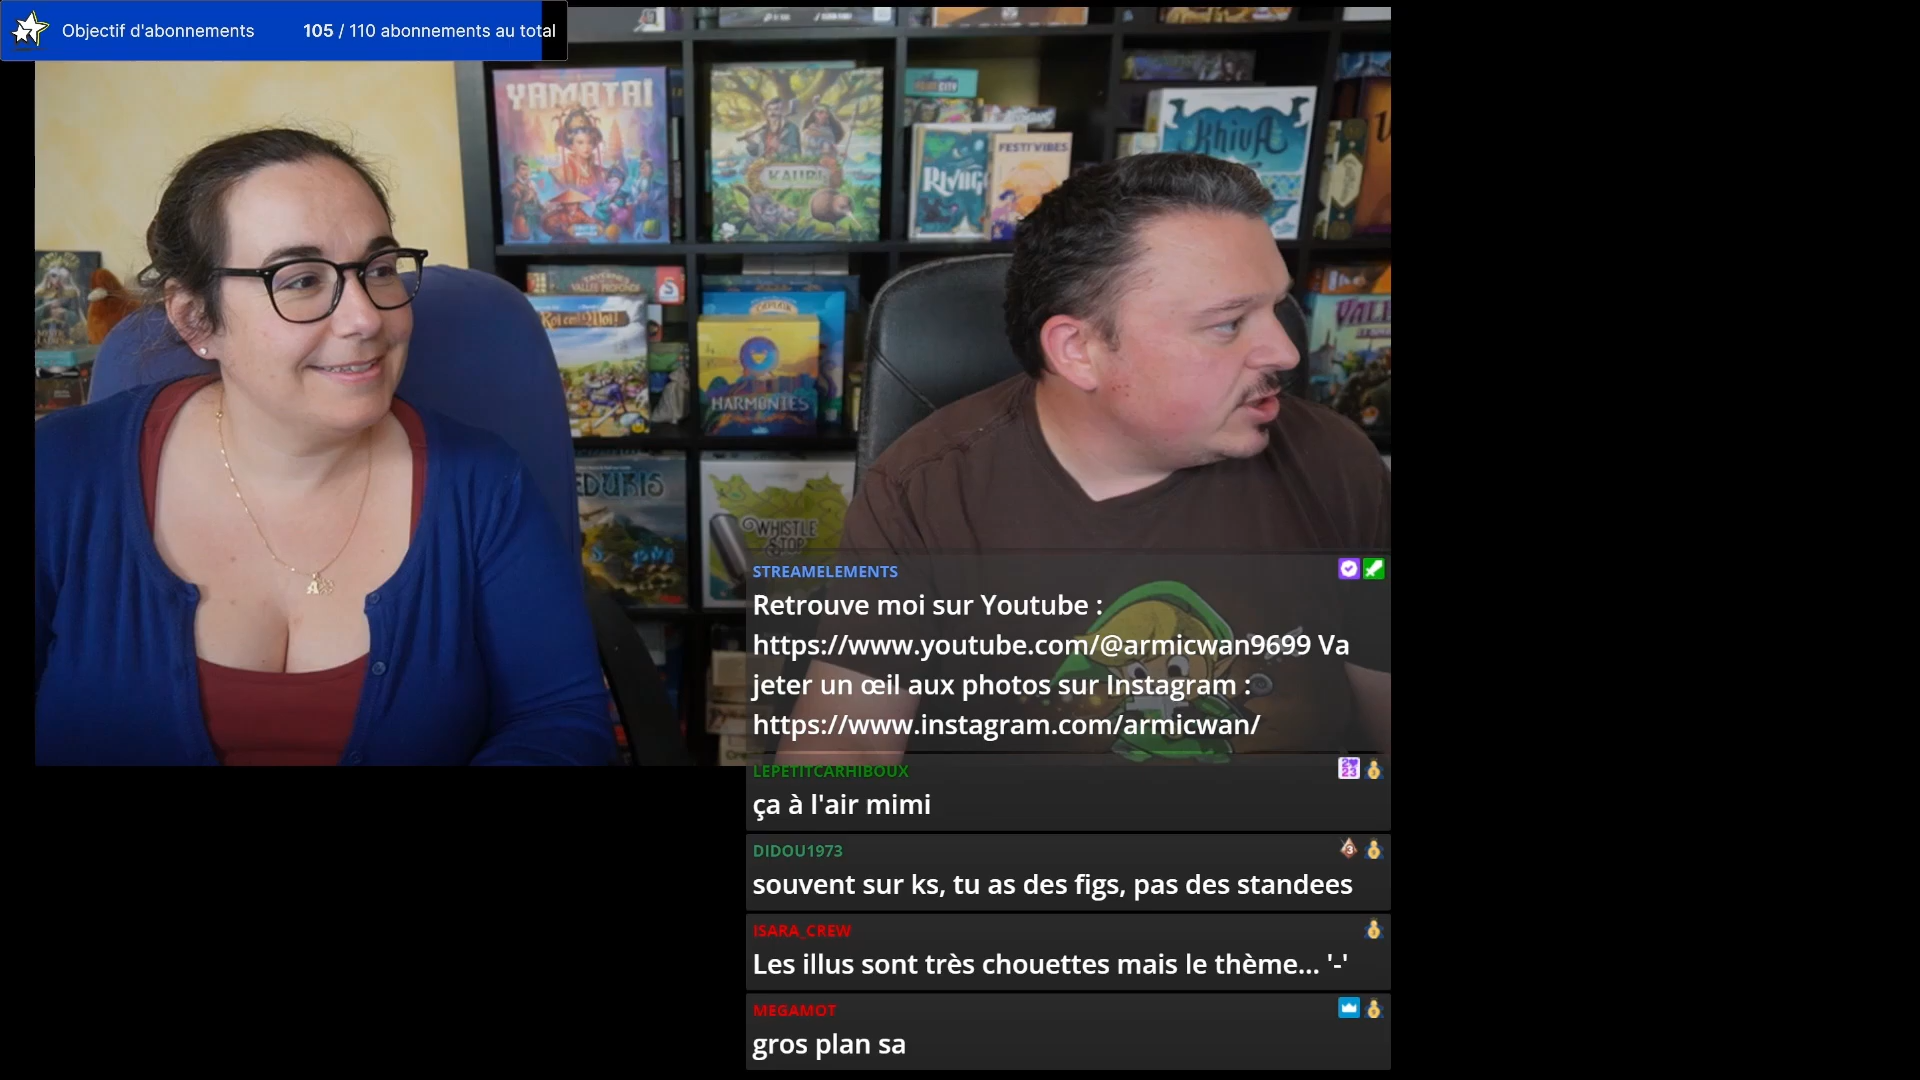 Objectif d'abonnements
105 / 110 abonnements au total
YAMATAI
KAURI
FESTI'VIBES
Khiva
Roi et Moi!
HARMONIES
WHISTLE
STOP
STREAMELEMENTS
Retrouve moi sur Youtube :
https://www.youtube.com/@armicwan9699 Va
jeter un œil aux photos sur Instagram :
https://www.instagram.com/armicwan/
LEPETITCARHIBOUX
ça à l'air mimi
DIDOU1973
souvent sur ks, tu as des figs, pas des standees
ISARA_CREW
Les illus sont très chouettes mais le thème... '-'
MEGAMOT
gros plan sa